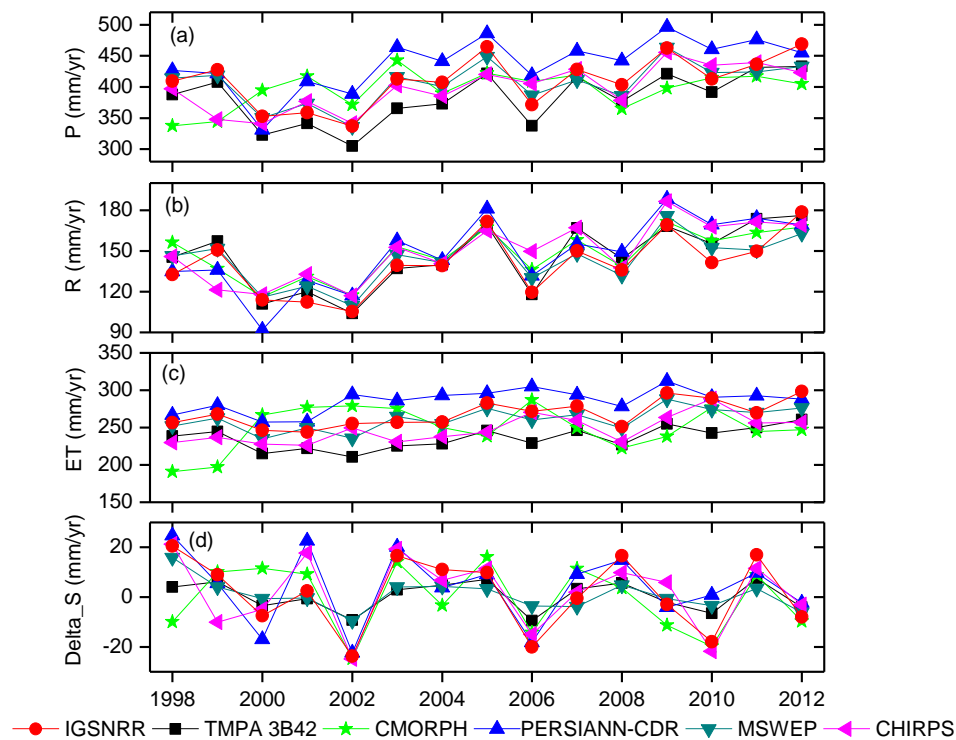 (a)
P (mm/yr)
500
450
400
350
300
(b)
R (mm/yr)
180
150
120
90
(c)
ET (mm/yr)
350
300
250
200
150
(d)
Delta_S (mm/yr)
20
0
-20
1998 2000 2002 2004 2006 2008 2010 2012
IGSNRR TMPA 3B42 CMORPH PERSIANN-CDR MSWEP CHIRPS